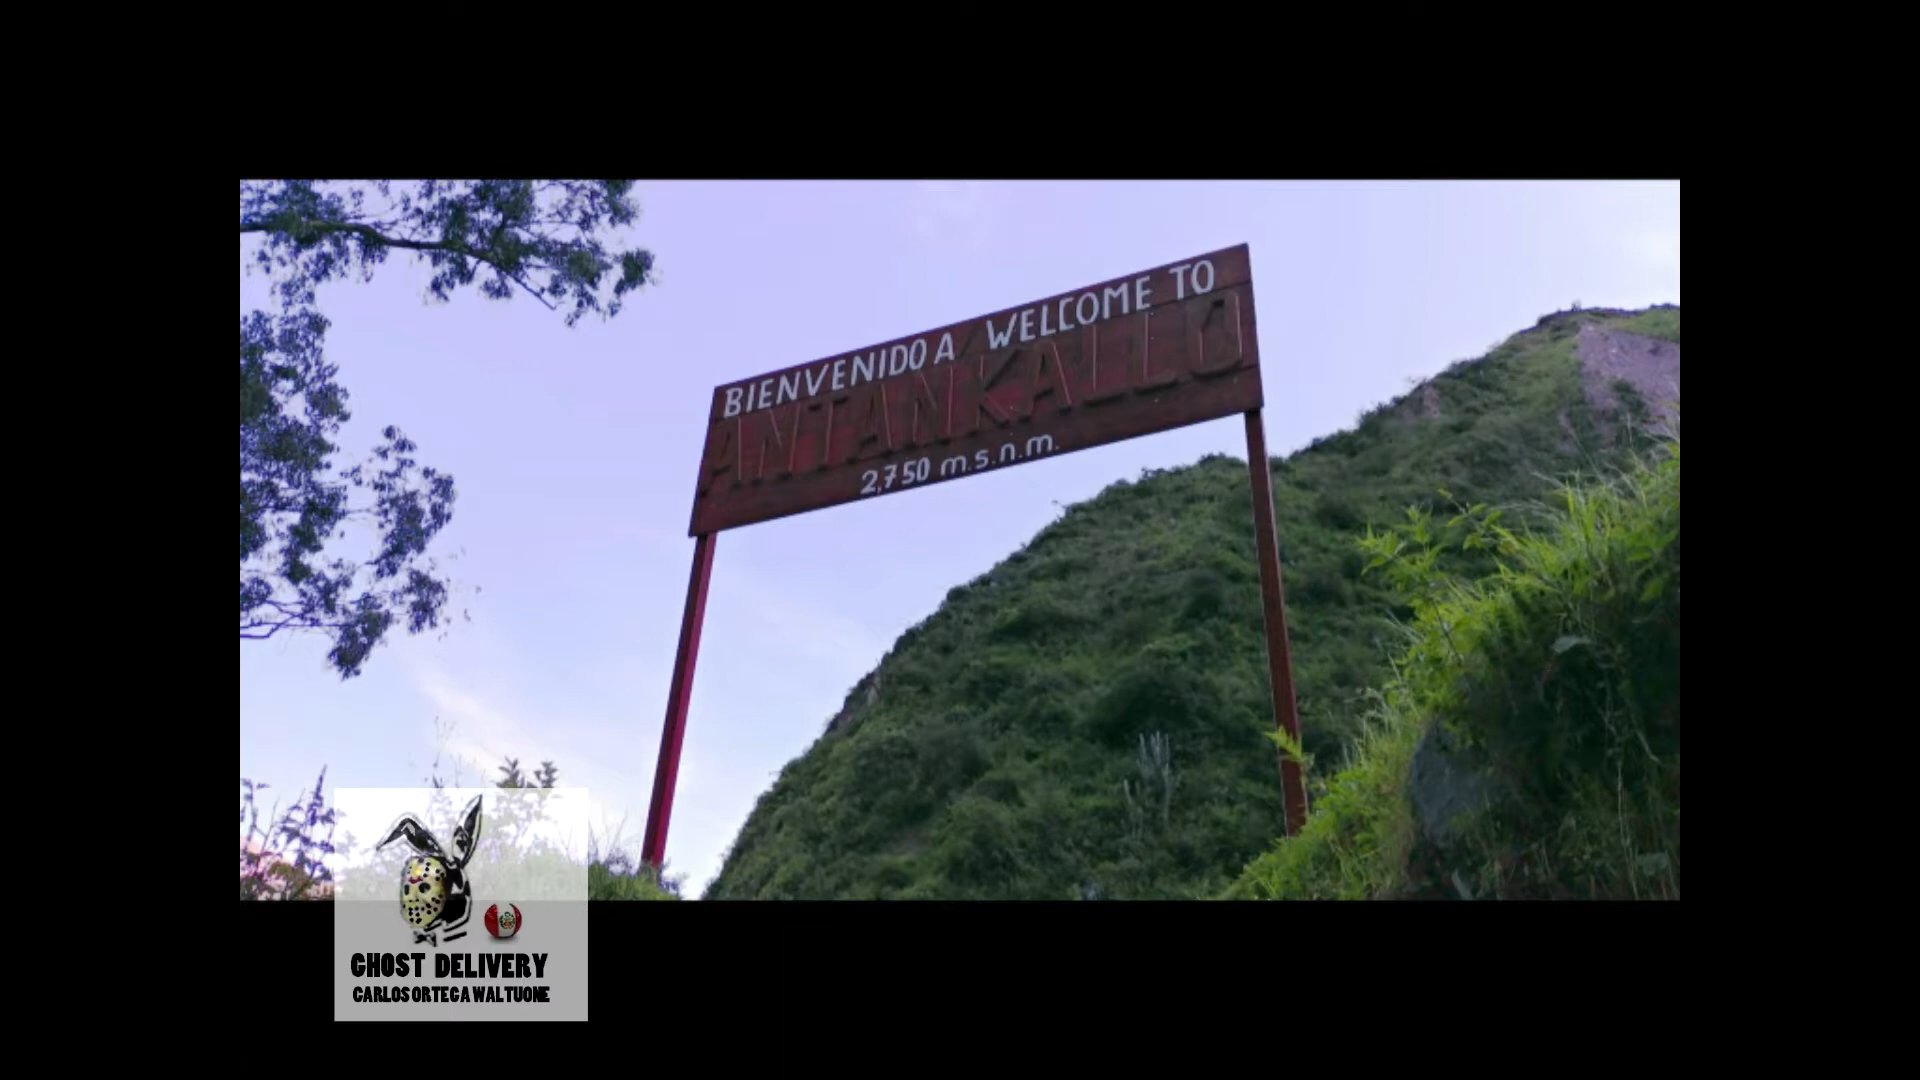 BIENVENIDO A WELCOME TO
ANTANKALLO
2,750 m.s.n.m.
GHOST DELIVERY
CARLOS ORTEGA WALTUONE